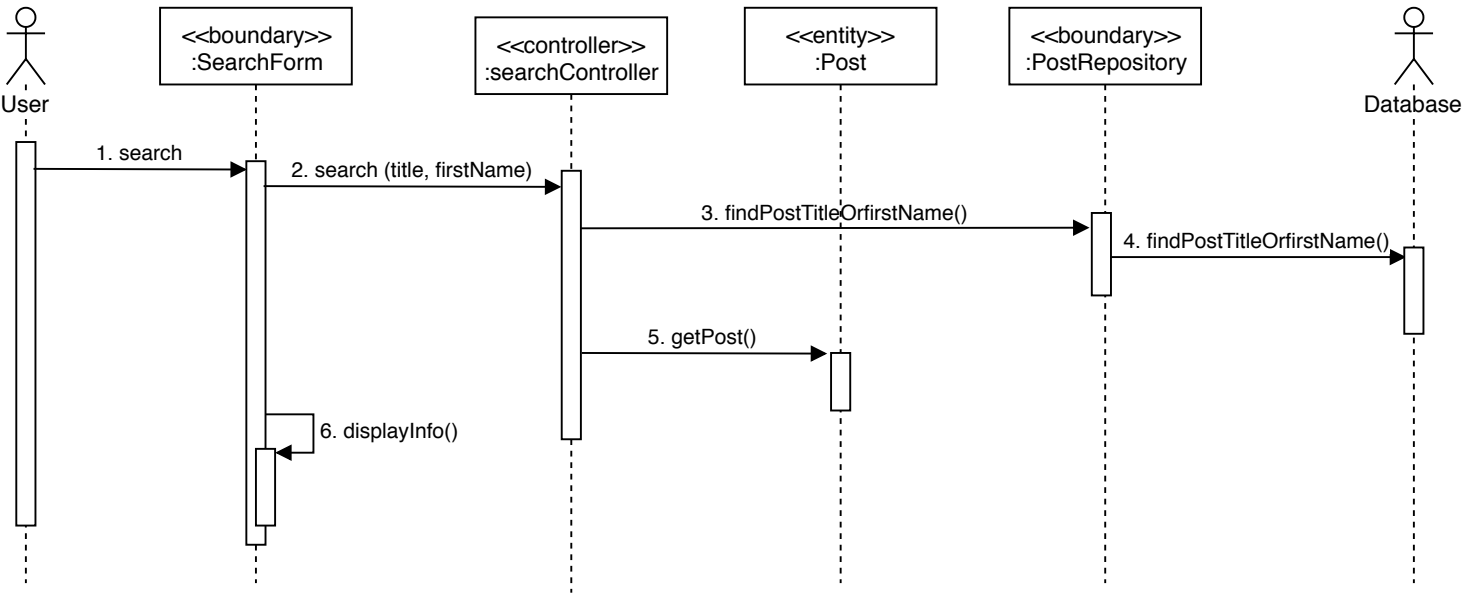 <<boundary>>
:SearchForm
<<controller>>
:searchController
<<entity>>
:Post
<<boundary>>
:PostRepository
User
Database
1. search
2. search (title, firstName)
3. findPostTitleOrfirstName()
4. findPostTitleOrfirstName()
5. getPost()
6. displayInfo()